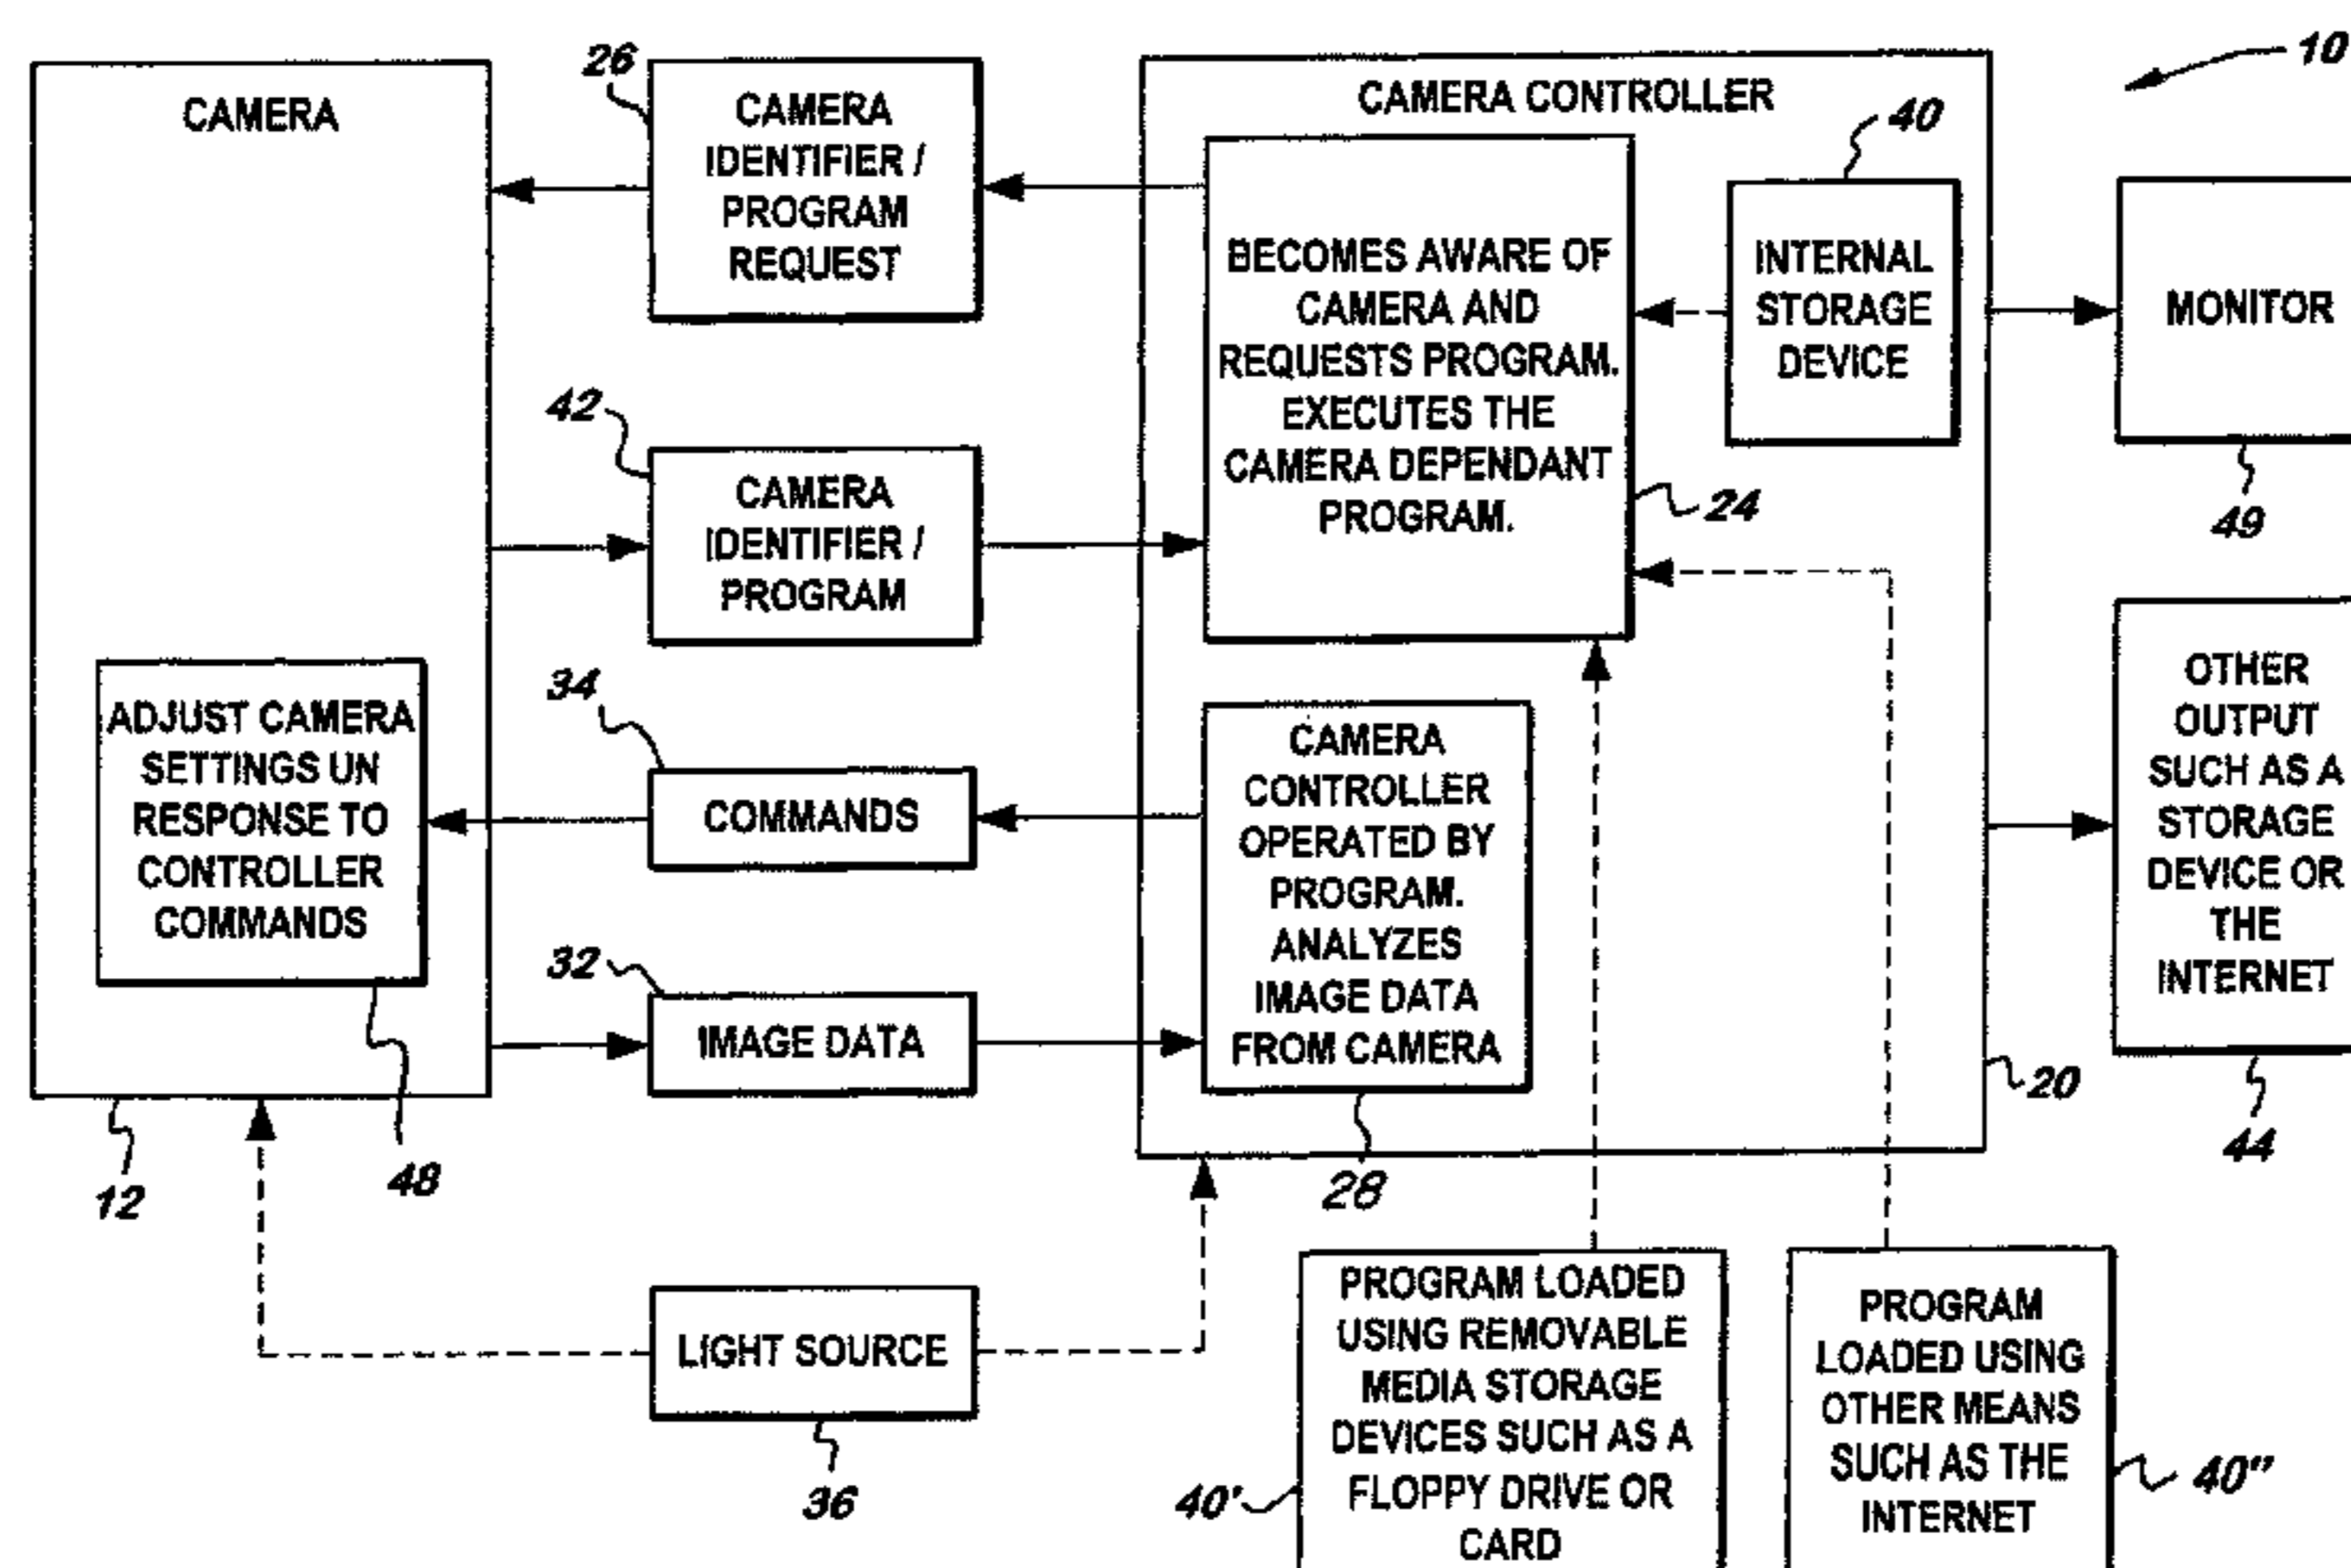 10
CAMERA
26
CAMERA
IDENTIFIER /
PROGRAM
REQUEST
CAMERA CONTROLLER
BECOMES AWARE OF
CAMERA AND
REQUESTS PROGRAM.
EXECUTES THE
CAMERA DEPENDANT
PROGRAM.
24
40
INTERNAL
STORAGE
DEVICE
MONITOR
49
42
CAMERA
IDENTIFIER /
PROGRAM
ADJUST CAMERA
SETTINGS UN
RESPONSE TO
CONTROLLER
COMMANDS
34
COMMANDS
CAMERA
CONTROLLER
OPERATED BY
PROGRAM.
ANALYZES
IMAGE DATA
FROM CAMERA
OTHER
OUTPUT
SUCH AS A
STORAGE
DEVICE OR
THE
INTERNET
32
IMAGE DATA
20
44
12
48
28
LIGHT SOURCE
36
PROGRAM LOADED
USING REMOVABLE
MEDIA STORAGE
DEVICES SUCH AS A
FLOPPY DRIVE OR
CARD
40'
PROGRAM
LOADED USING
OTHER MEANS
SUCH AS THE
INTERNET
40"